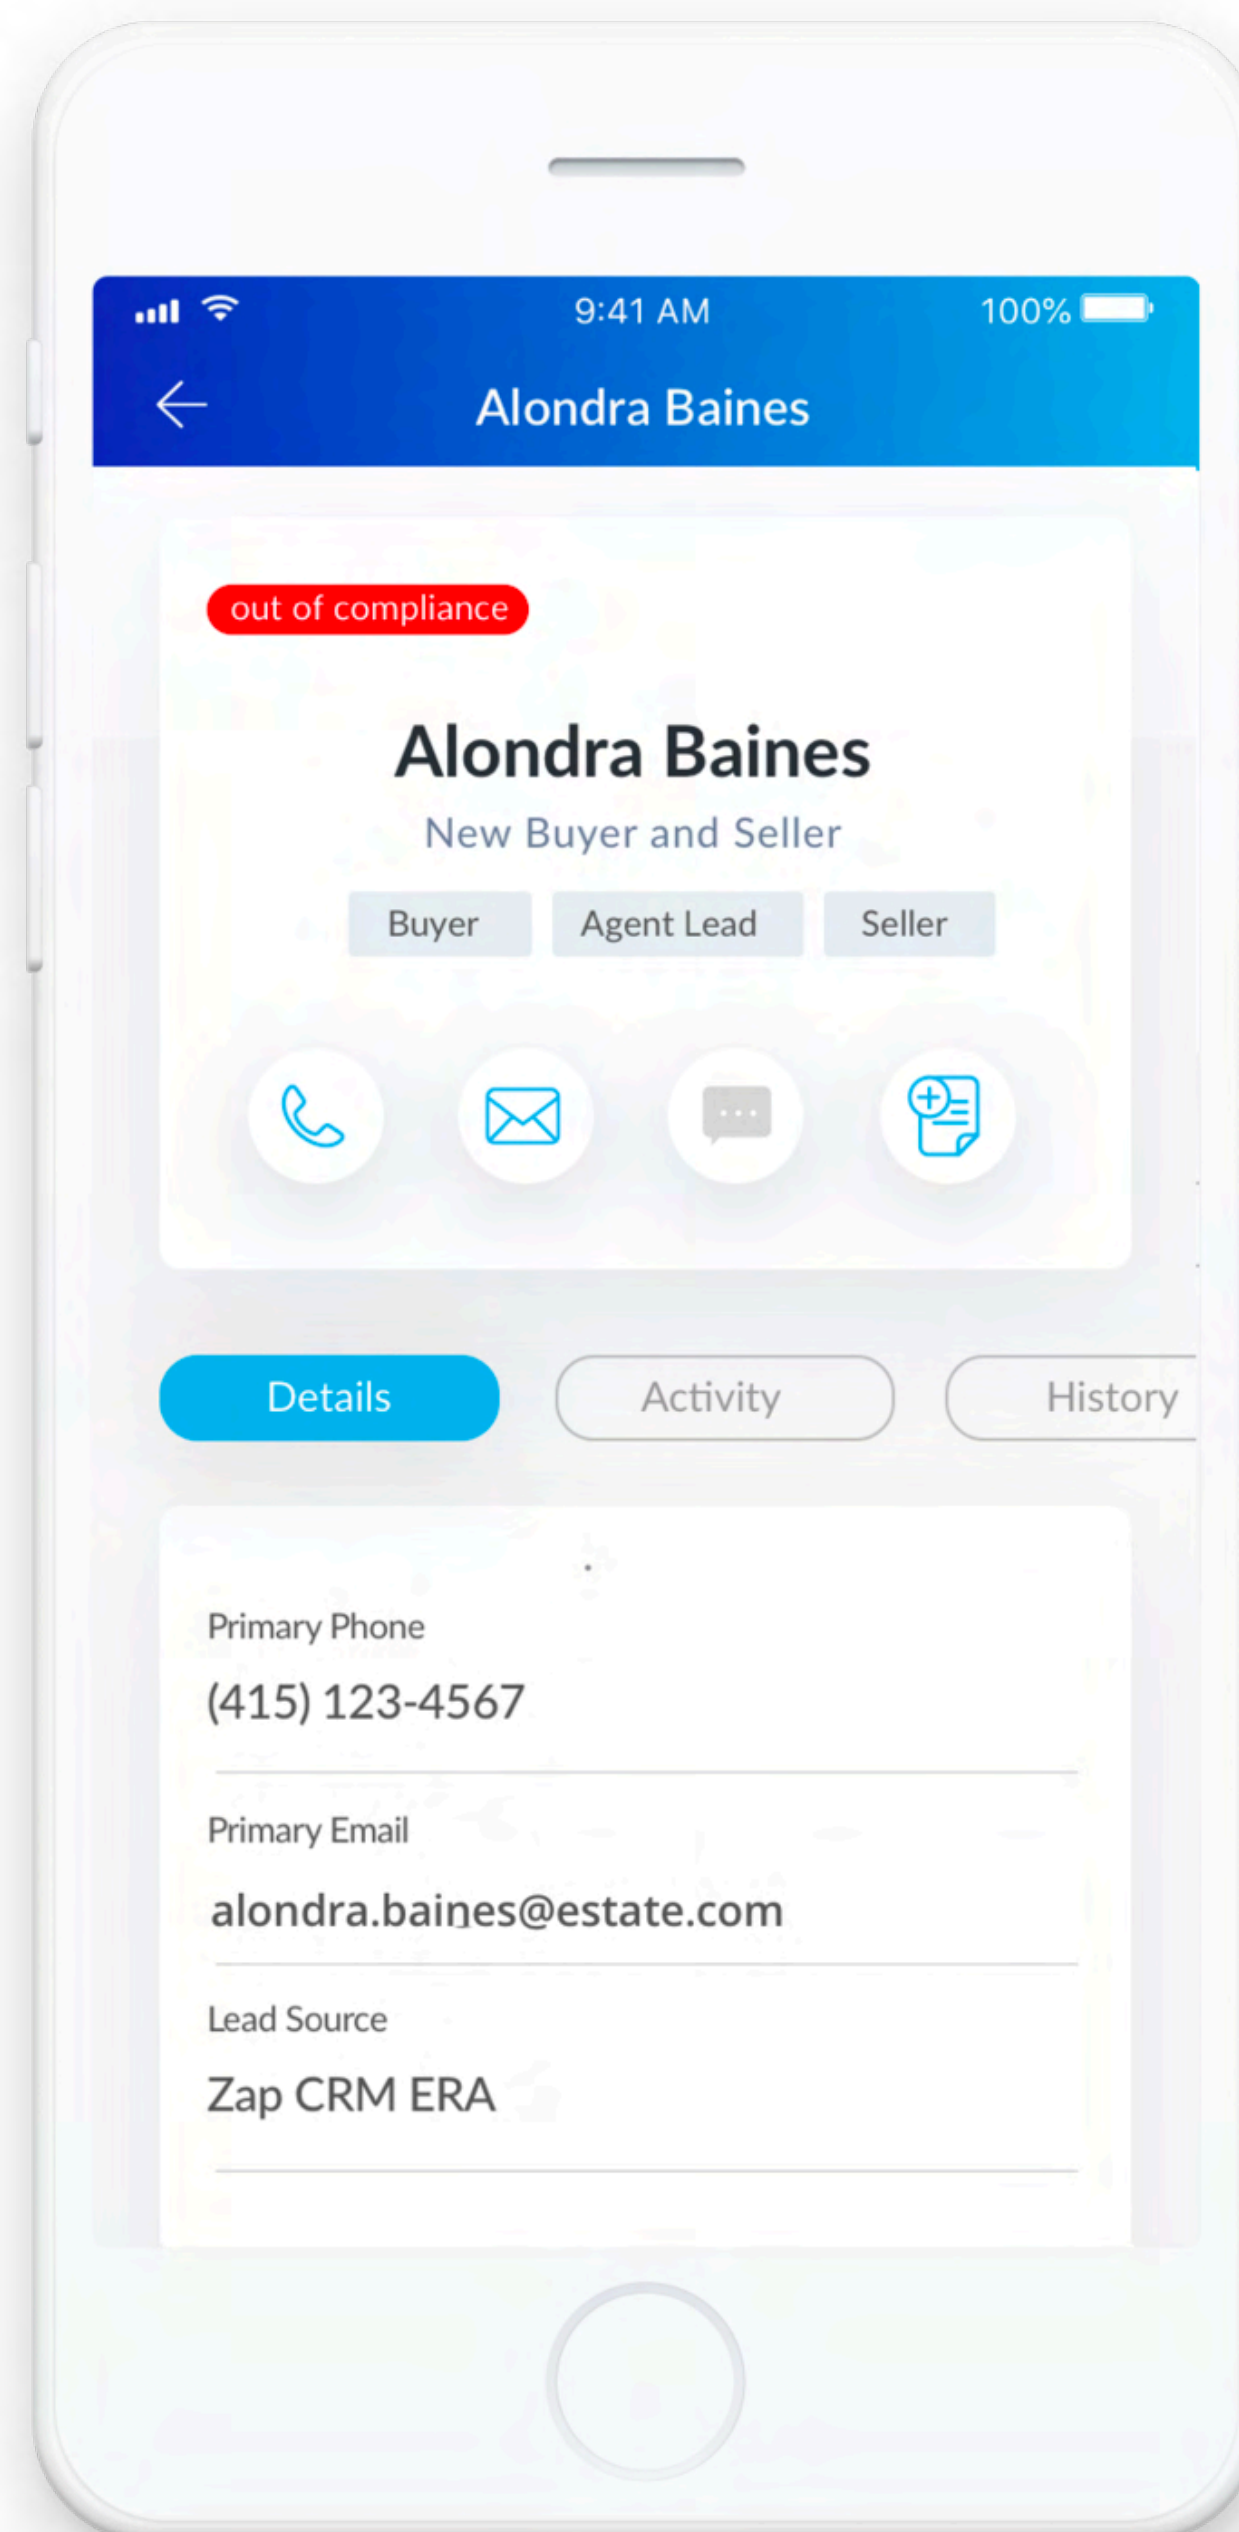 9:41 AM 100%
Alondra Baines
out of compliance
Alondra Baines
New Buyer and Seller
Buyer Agent Lead Seller
Details Activity History
Primary Phone
(415) 123-4567
Primary Email
alondra.baines@estate.com
Lead Source
Zap CRM ERA